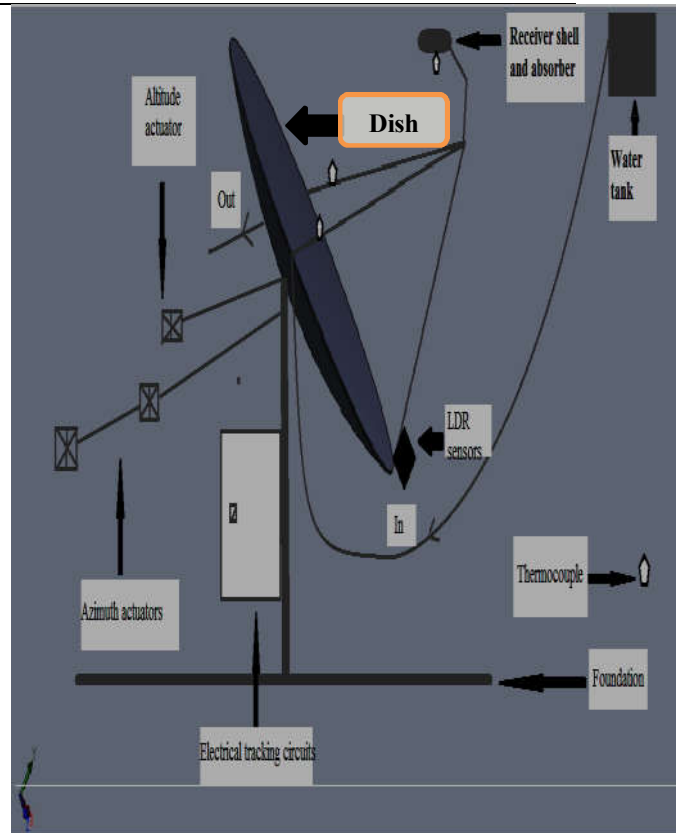 Receiver shell
and absorber
Altitude
actuator
Dish
Water
tank
Out
LDR
sensors
In
Thermocouple
Azimuth actuators
Foundation
Electrical tracking circuits